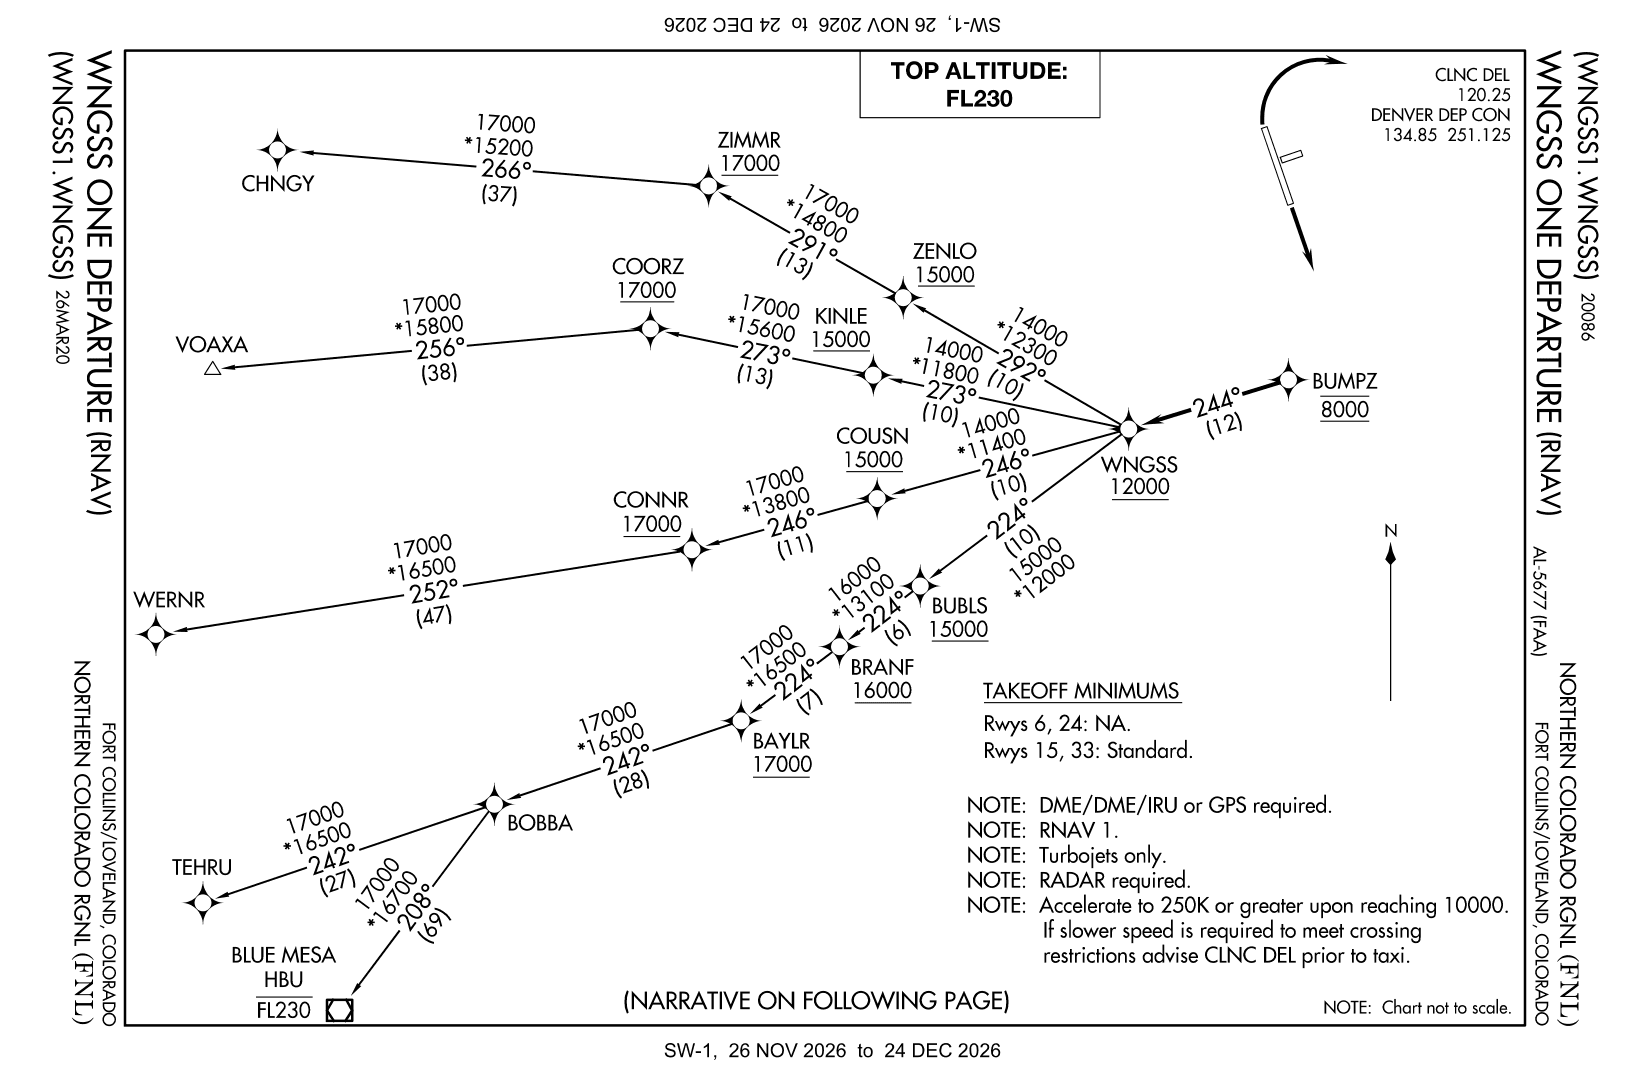 SW-1, 26 NOV 2026 to 24 DEC 2026
WNGSS ONE DEPARTURE (RNAV)
(WNGSS1.WNGSS) 26MAR20
NORTHERN COLORADO RGNL (FNL)
FORT COLLINS/LOVELAND, COLORADO
(WNGSS1.WNGSS) 20086
WNGSS ONE DEPARTURE (RNAV)
AL-5677 (FAA)
NORTHERN COLORADO RGNL (FNL)
FORT COLLINS/LOVELAND, COLORADO
TOP ALTITUDE:
FL230
CLNC DEL
120.25
DENVER DEP CON
134.85 251.125
CHNGY
17000
*15200
266°
(37)
ZIMMR
17000
17000
*14800
291°
(13)
ZENLO
15000
14000
*12300
292°
(10)
VOAXA
17000
*15800
256°
(38)
COORZ
17000
17000
*15600
273°
(13)
KINLE
15000
14000
*11800
273°
(10)
BUMPZ
8000
244°
(12)
WNGSS
12000
WERNR
17000
*16500
252°
(47)
CONNR
17000
17000
*13800
246°
(11)
COUSN
15000
14000
*11400
246°
(10)
224°
(10)
15000
*12000
BUBLS
15000
16000
*13100
224°
(6)
BRANF
16000
17000
*16500
224°
(7)
BAYLR
17000
17000
*16500
242°
(28)
BOBBA
17000
*16500
242°
(27)
TEHRU
17000
*16700
208°
(69)
BLUE MESA
HBU
FL230
N
TAKEOFF MINIMUMS
Rwys 6, 24: NA.
Rwys 15, 33: Standard.
NOTE: DME/DME/IRU or GPS required.
NOTE: RNAV 1.
NOTE: Turbojets only.
NOTE: RADAR required.
NOTE: Accelerate to 250K or greater upon reaching 10000.
If slower speed is required to meet crossing
restrictions advise CLNC DEL prior to taxi.
(NARRATIVE ON FOLLOWING PAGE)
NOTE: Chart not to scale.
SW-1, 26 NOV 2026 to 24 DEC 2026